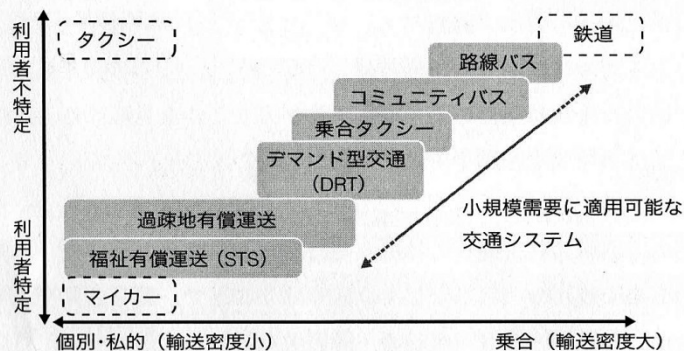 利用者不特定
利用者特定
タクシー
鉄道
路線バス
コミュニティバス
乗合タクシー
デマンド型交通
（DRT）
過疎地有償運送
福祉有償運送（STS）
マイカー
小規模需要に適用可能な
交通システム
個別・私的（輸送密度小）
乗合（輸送密度大）